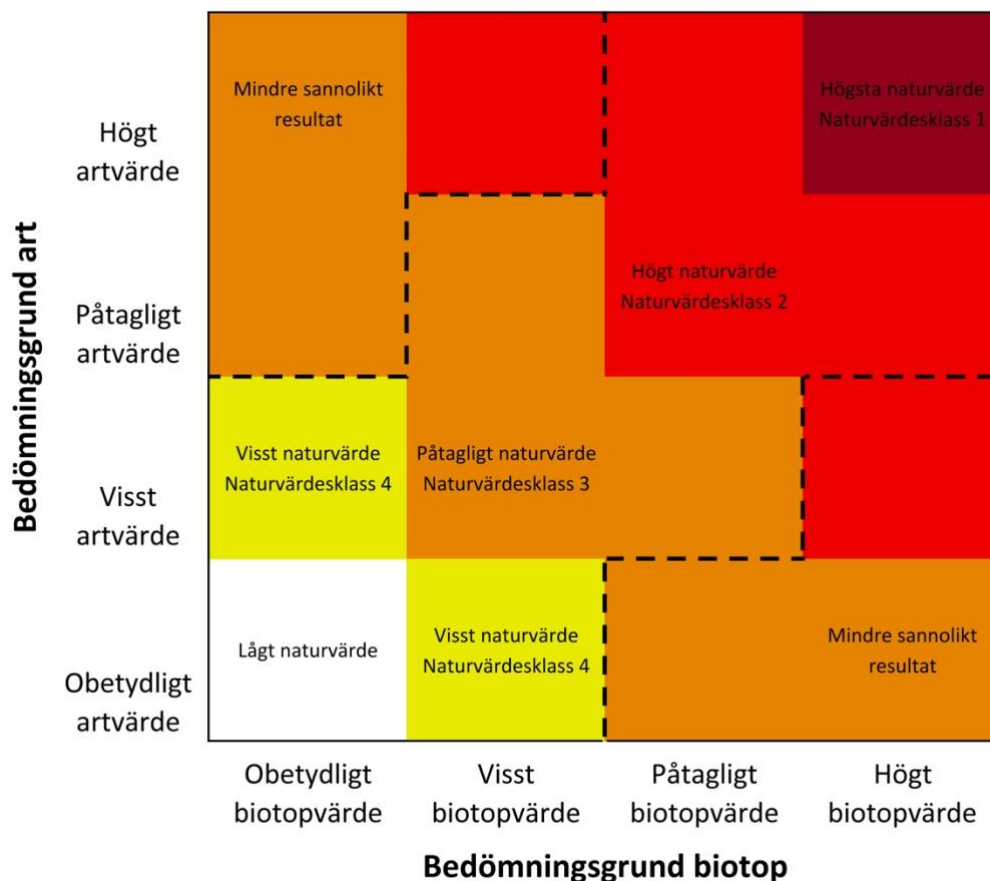 Bedömningsgrund art
Högt
artvärde
Mindre sannolikt
resultat
Högsta naturvärde
Naturvärdesklass 1
Påtagligt
artvärde
Högt naturvärde
Naturvärdesklass 2
Visst
artvärde
Visst naturvärde
Naturvärdesklass 4
Påtagligt naturvärde
Naturvärdesklass 3
Obetydligt
artvärde
Lågt naturvärde
Visst naturvärde
Naturvärdesklass 4
Mindre sannolikt
resultat
Obetydligt
biotopvärde
Visst
biotopvärde
Påtagligt
biotopvärde
Högt
biotopvärde
Bedömningsgrund biotop